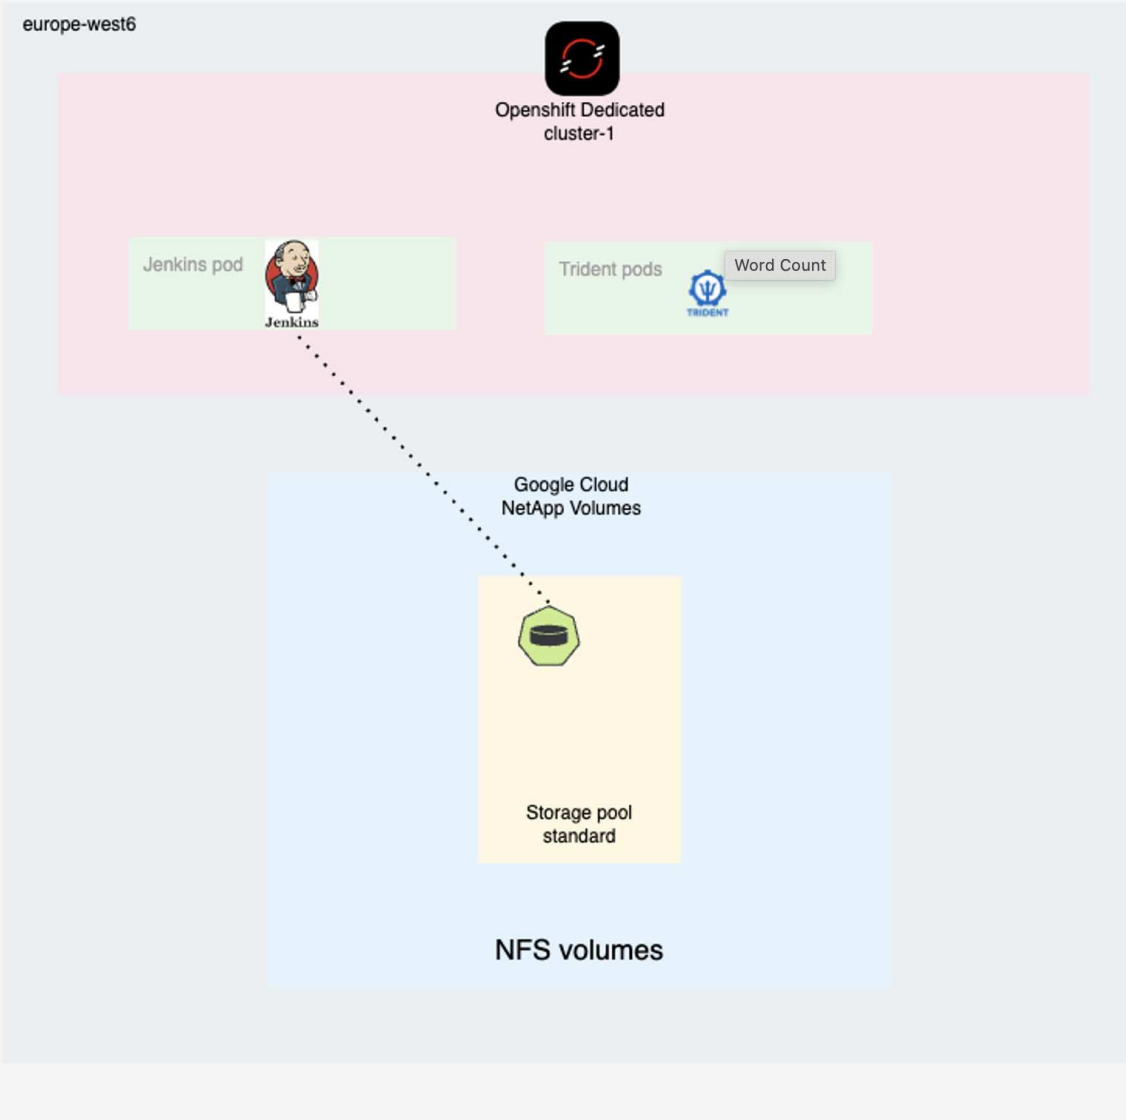 europe-west6
Openshift Dedicated
cluster-1
Jenkins pod
Jenkins
Trident pods
TRIDENT
Word Count
Google Cloud
NetApp Volumes
Storage pool
standard
NFS volumes